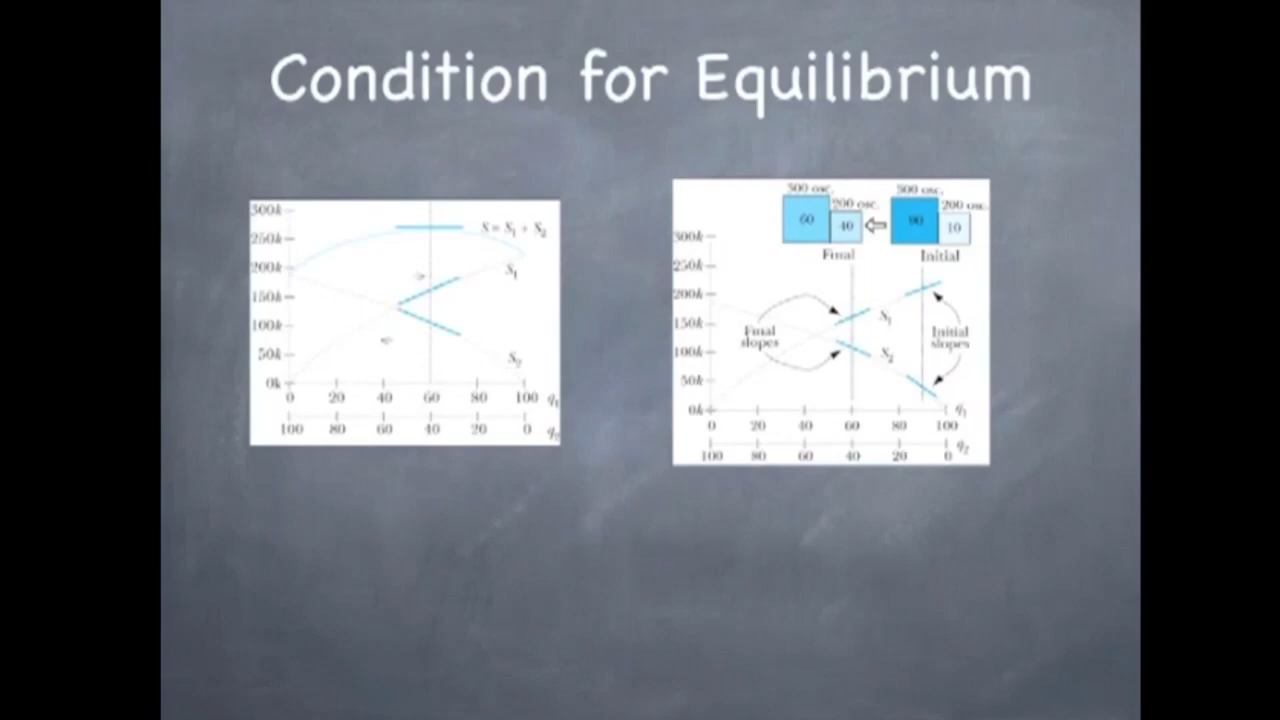 Condition for Equilibrium
300k
250k
200k
150k
100k
50k
0k
S = S1 + S2
S1
S2
0 20 40 60 80 100 q1
100 80 60 40 20 0 q2
300 osc. 300 osc.
200 osc. 200 osc.
60 40 90 10
Final Initial
300k
250k
200k
150k
100k
50k
0k
Final
slopes
S1
S2
Initial
slopes
0 20 40 60 80 100 q1
100 80 60 40 20 0 q2